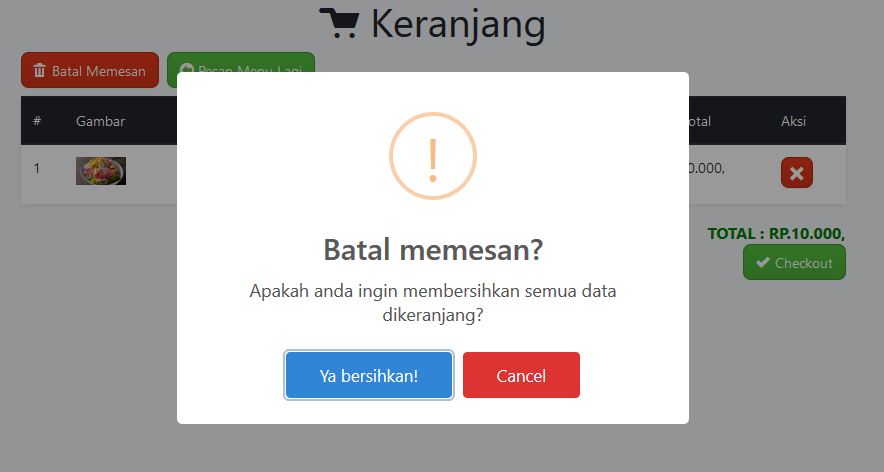 Keranjang
Batal Memesan
Pesan Menu Lagi
# Gambar otal Aksi
1 0.000,
!
Batal memesan?
Apakah anda ingin membersihkan semua data
dikeranjang?
Ya bersihkan! Cancel
TOTAL : RP.10.000,
Checkout